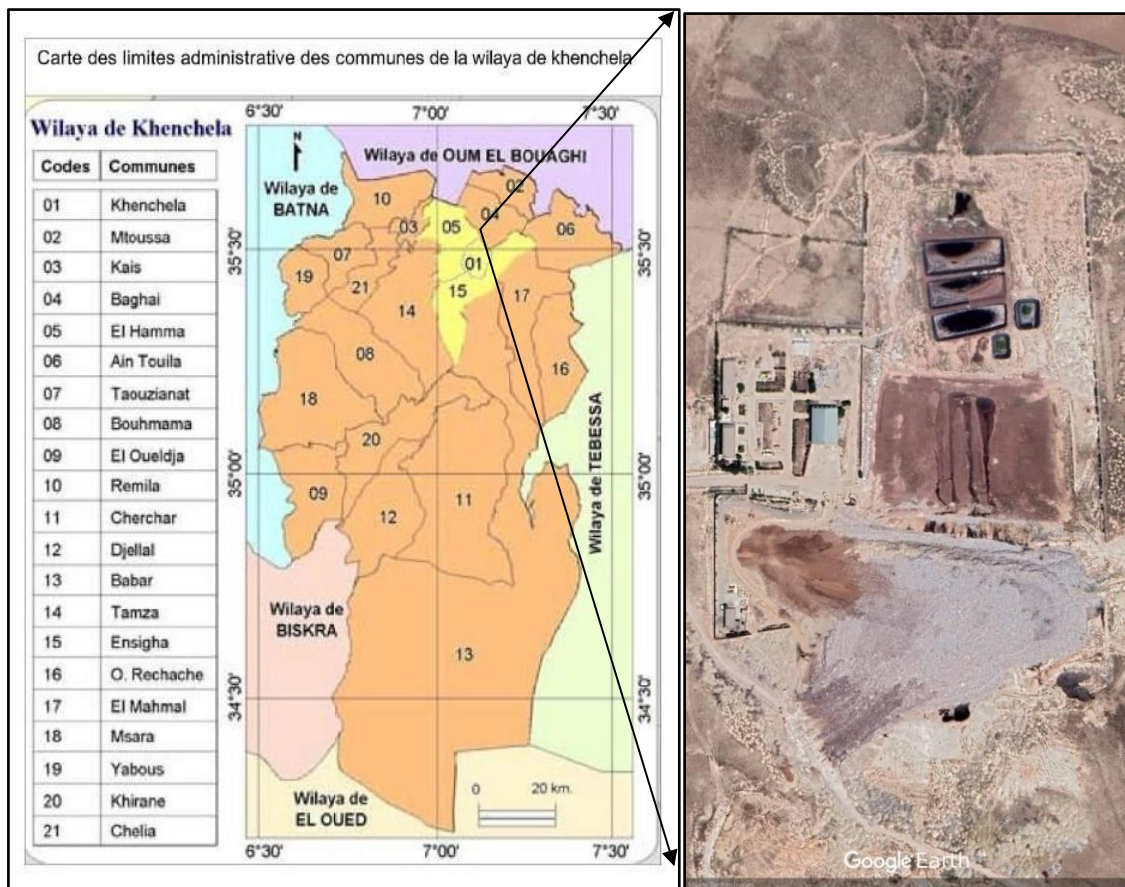 Carte des limites administrative des communes de la wilaya de khenchela
Wilaya de Khenchela
Codes Communes
01 Khenchela
02 Mtoussa
03 Kais
04 Baghai
05 El Hamma
06 Ain Touila
07 Taouzianat
08 Bouhmama
09 El Oueldja
10 Remila
11 Cherchar
12 Djellal
13 Babar
14 Tamza
15 Ensigha
16 O. Rechache
17 El Mahmal
18 Msara
19 Yabous
20 Khirane
21 Chelia
6°30' 7°00' 7°30'
N
Wilaya de OUM EL BOUAGHI
Wilaya de
BATNA
02
10
04
03
05
06
35°30'
35°30'
07
01
19
21
15
17
14
08
16
18
20
Wilaya de TEBESSA
35°00'
35°00'
09
11
12
Wilaya de
BISKRA
13
34°30'
34°30'
0 20 km.
Wilaya de
EL OUED
6°30' 7°00' 7°30'
Google Earth